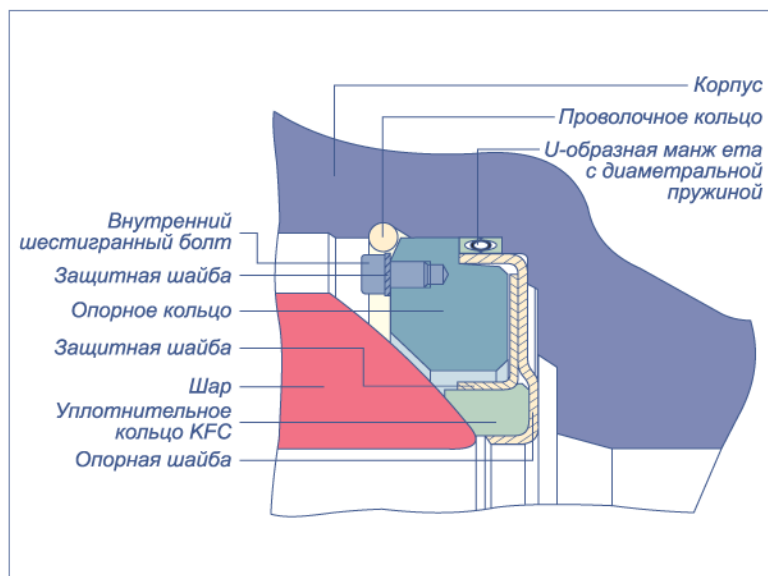 Корпус
Проволочное кольцо
U-образная манж ета
с диаметральной
пружиной
Внутренний
шестигранный болт
Защитная шайба
Опорное кольцо
Защитная шайба
Шар
Уплотнительное
кольцо KFC
Опорная шайба